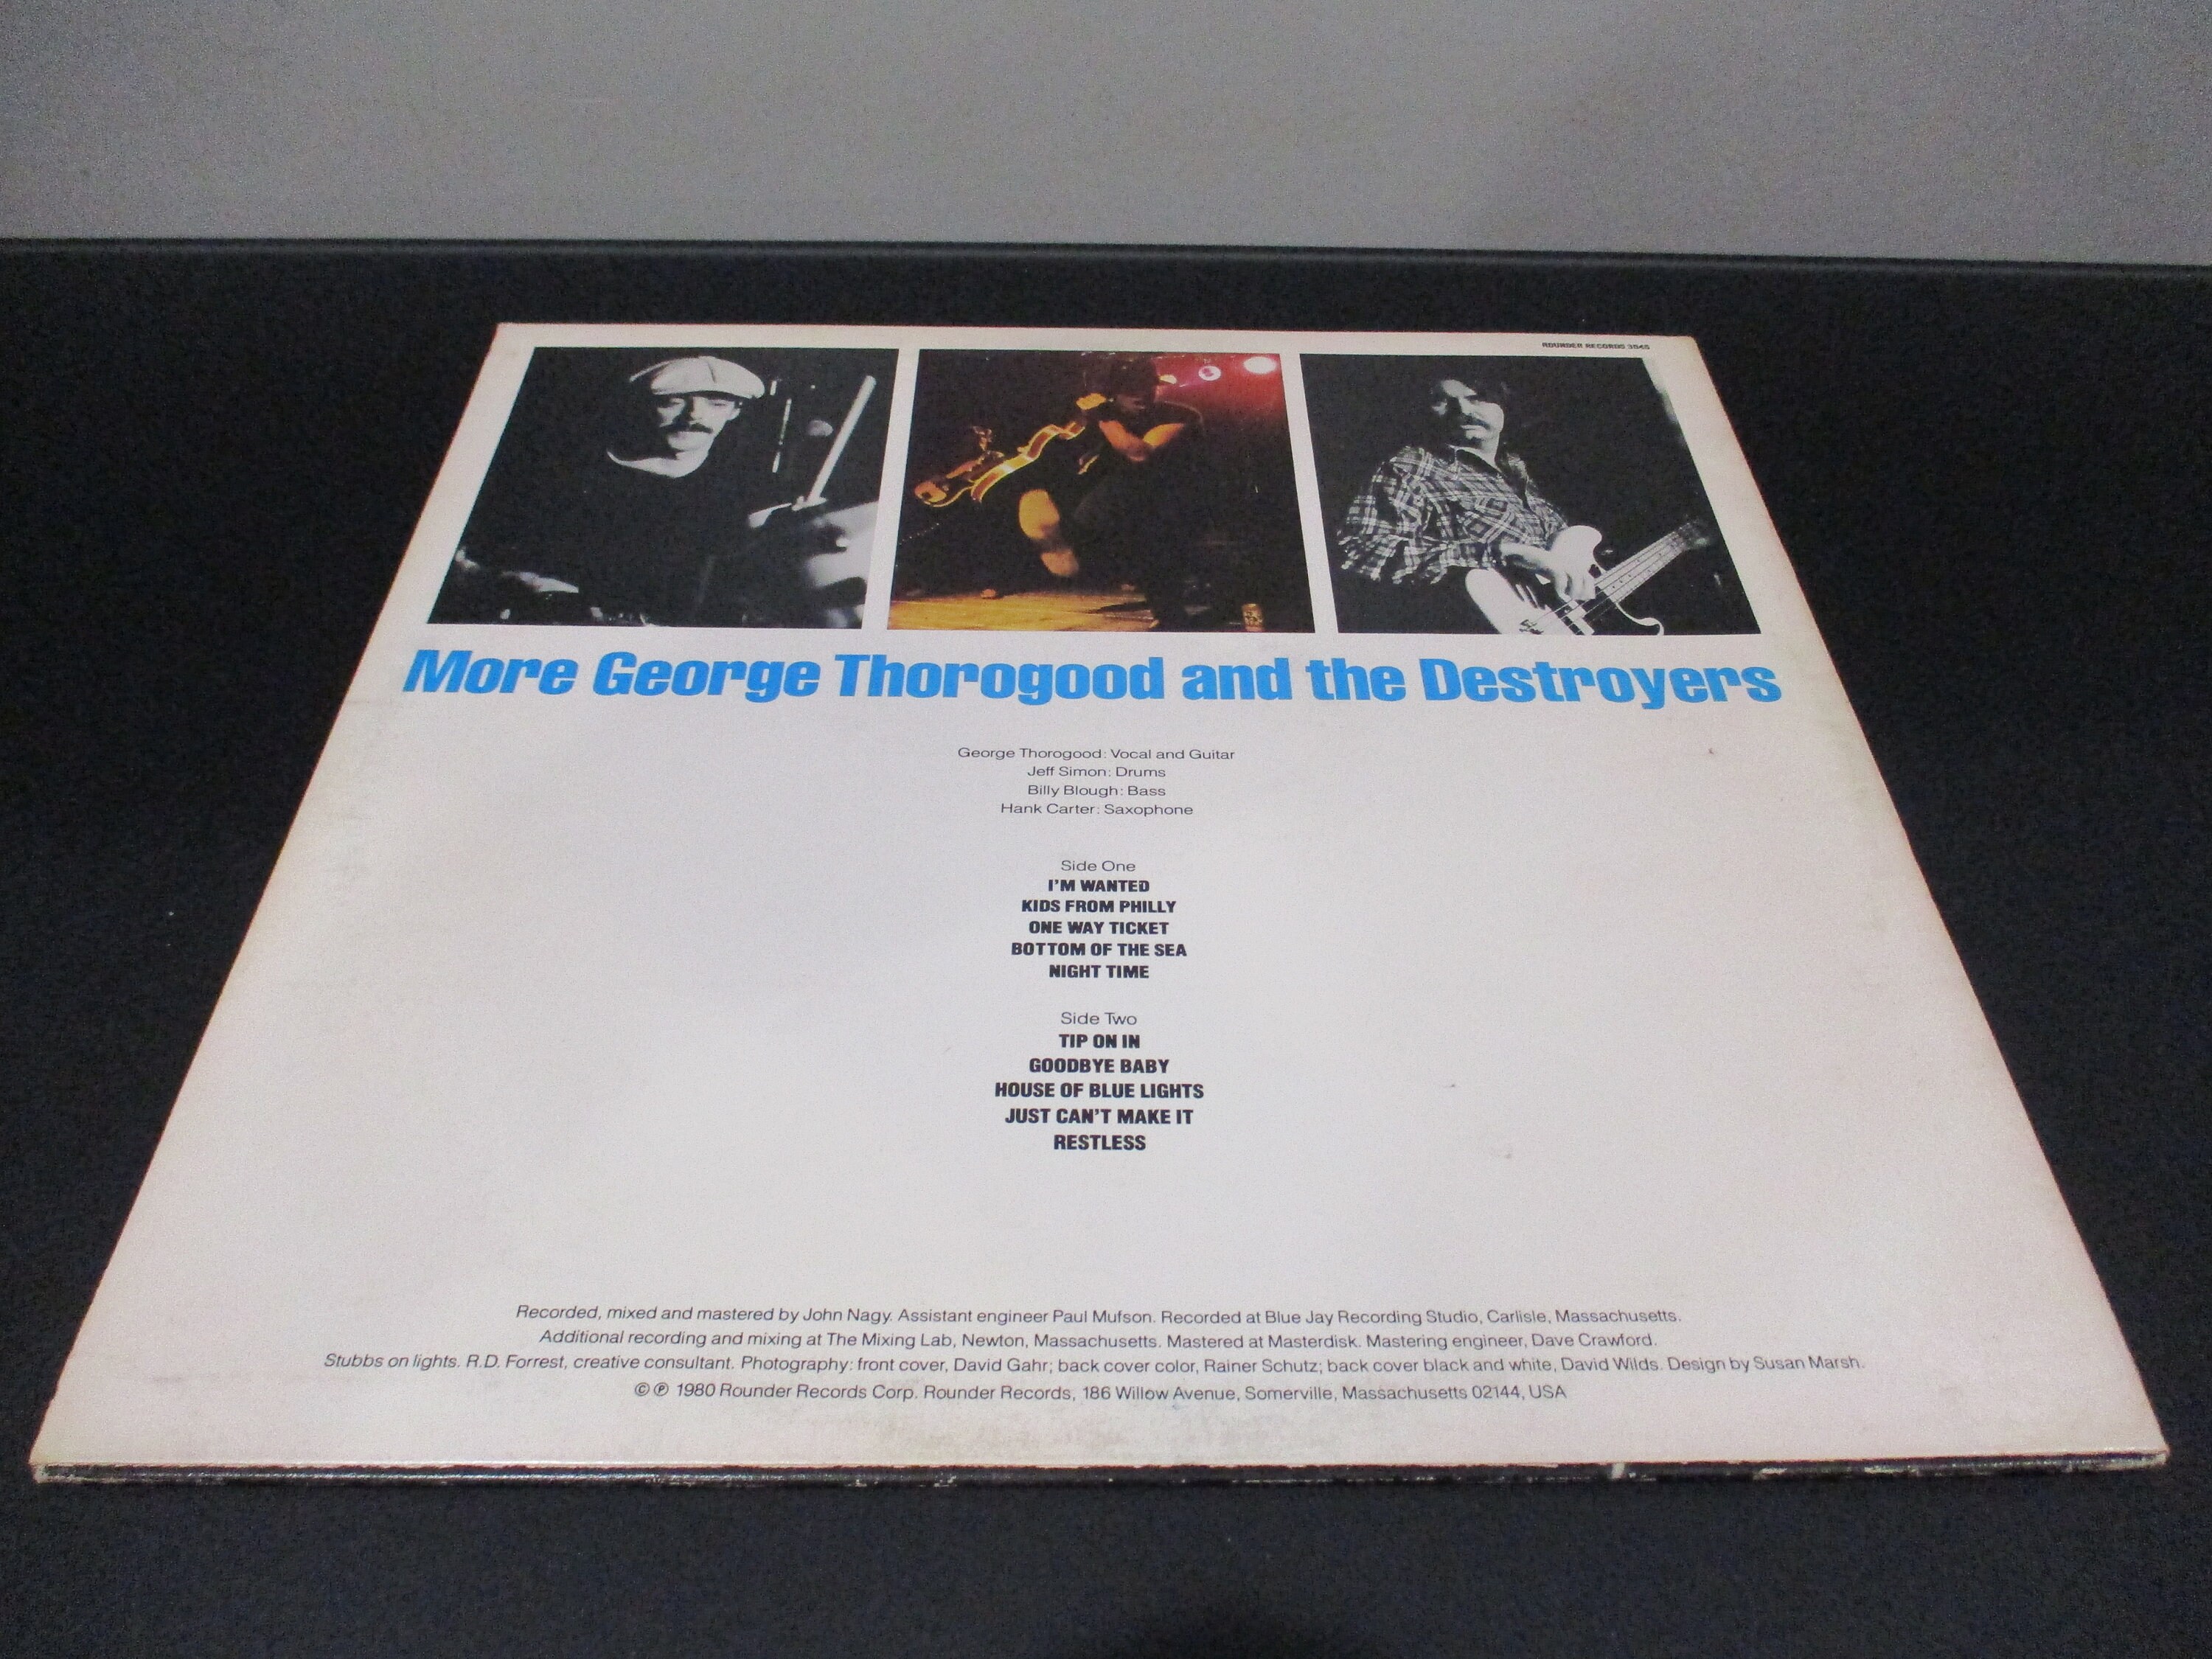 ROUNDER RECORDS 3045
More George Thorogood and the Destroyers
George Thorogood: Vocal and Guitar
Jeff Simon: Drums
Billy Blough: Bass
Hank Carter: Saxophone
Side One
I'M WANTED
KIDS FROM PHILLY
ONE WAY TICKET
BOTTOM OF THE SEA
NIGHT TIME
Side Two
TIP ON IN
GOODBYE BABY
HOUSE OF BLUE LIGHTS
JUST CAN'T MAKE IT
RESTLESS
Recorded, mixed and mastered by John Nagy. Assistant engineer Paul Mufson. Recorded at Blue Jay Recording Studio, Carlisle, Massachusetts.
Additional recording and mixing at The Mixing Lab, Newton, Massachusetts. Mastered at Masterdisk. Mastering engineer, Dave Crawford.
Stubbs on lights. R.D. Forrest, creative consultant. Photography: front cover, David Gahr; back cover color, Rainer Schutz; back cover black and white, David Wilds. Design by Susan Marsh.
© ℗ 1980 Rounder Records Corp. Rounder Records, 186 Willow Avenue, Somerville, Massachusetts 02144, USA